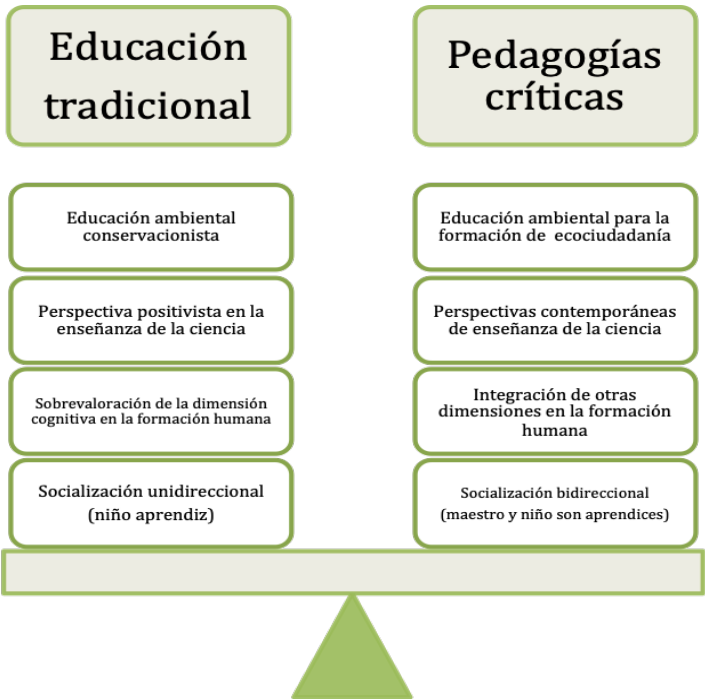 Educación
tradicional
Educación ambiental
conservacionista
Perspectiva positivista en la
enseñanza de la ciencia
Sobrevaloración de la dimensión
cognitiva en la formación humana
Socialización unidireccional
(niño aprendiz)
Pedagogías
críticas
Educación ambiental para la
formación de ecociudadanía
Perspectivas contemporáneas
de enseñanza de la ciencia
Integración de otras
dimensiones en la formación
humana
Socialización bidireccional
(maestro y niño son aprendices)